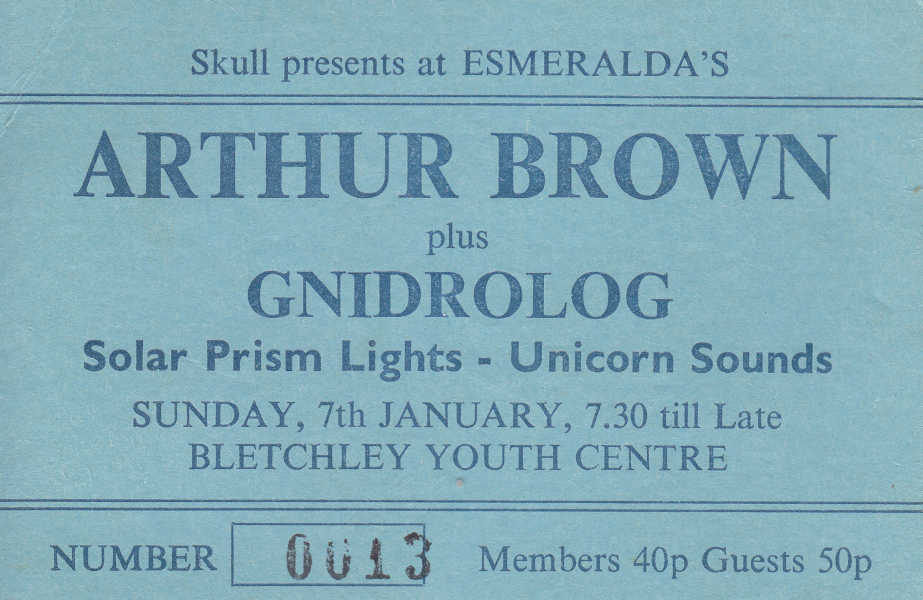 Skull presents at ESMERALDA'S
ARTHUR BROWN
plus
GNIDROLOG
Solar Prism Lights - Unicorn Sounds
SUNDAY, 7th JANUARY, 7.30 till Late
BLETCHLEY YOUTH CENTRE
NUMBER 0013 Members 40p Guests 50p